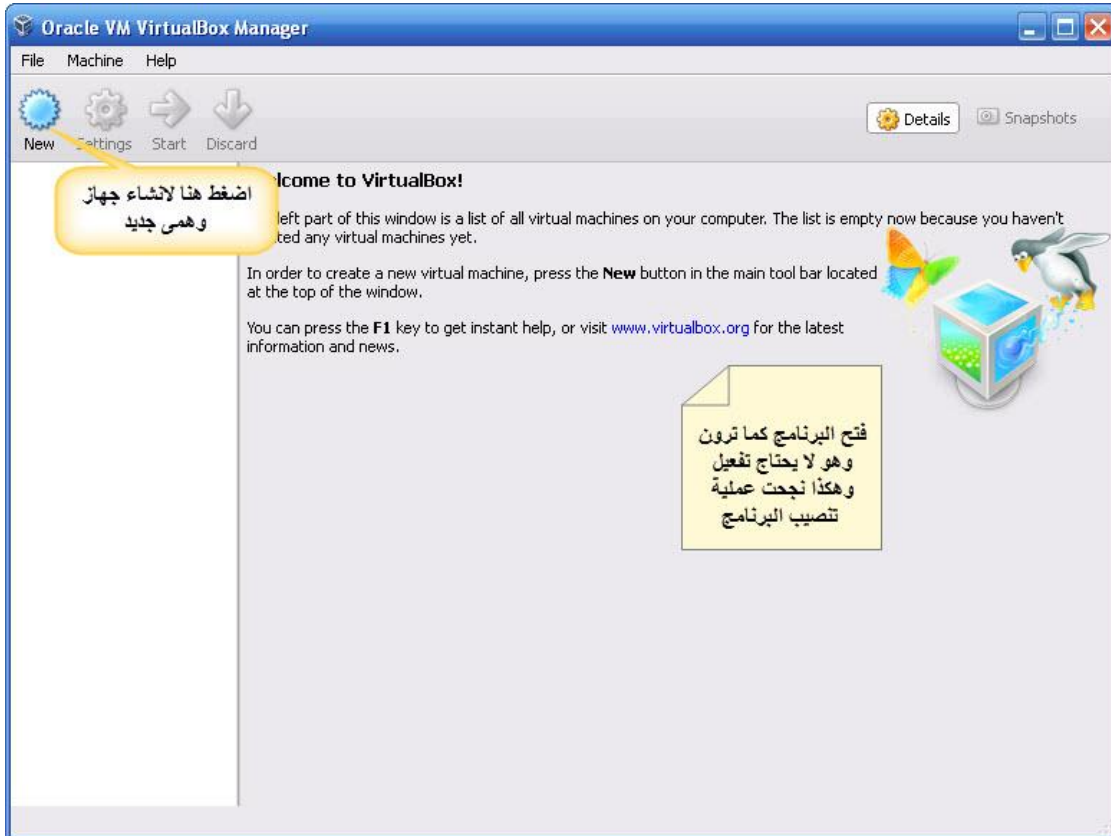 Oracle VM VirtualBox Manager
File Machine Help
New Settings Start Discard
Details Snapshots
اضغط هنا لانشاء جهاز
وهمى جديد
lcome to VirtualBox!
left part of this window is a list of all virtual machines on your computer. The list is empty now because you haven't
ted any virtual machines yet.
In order to create a new virtual machine, press the New button in the main tool bar located
at the top of the window.
You can press the F1 key to get instant help, or visit www.virtualbox.org for the latest
information and news.
فتح البرنامج كما ترون
وهو لا يحتاج تفعيل
وهكذا نجحت عملية
تنصيب البرنامج